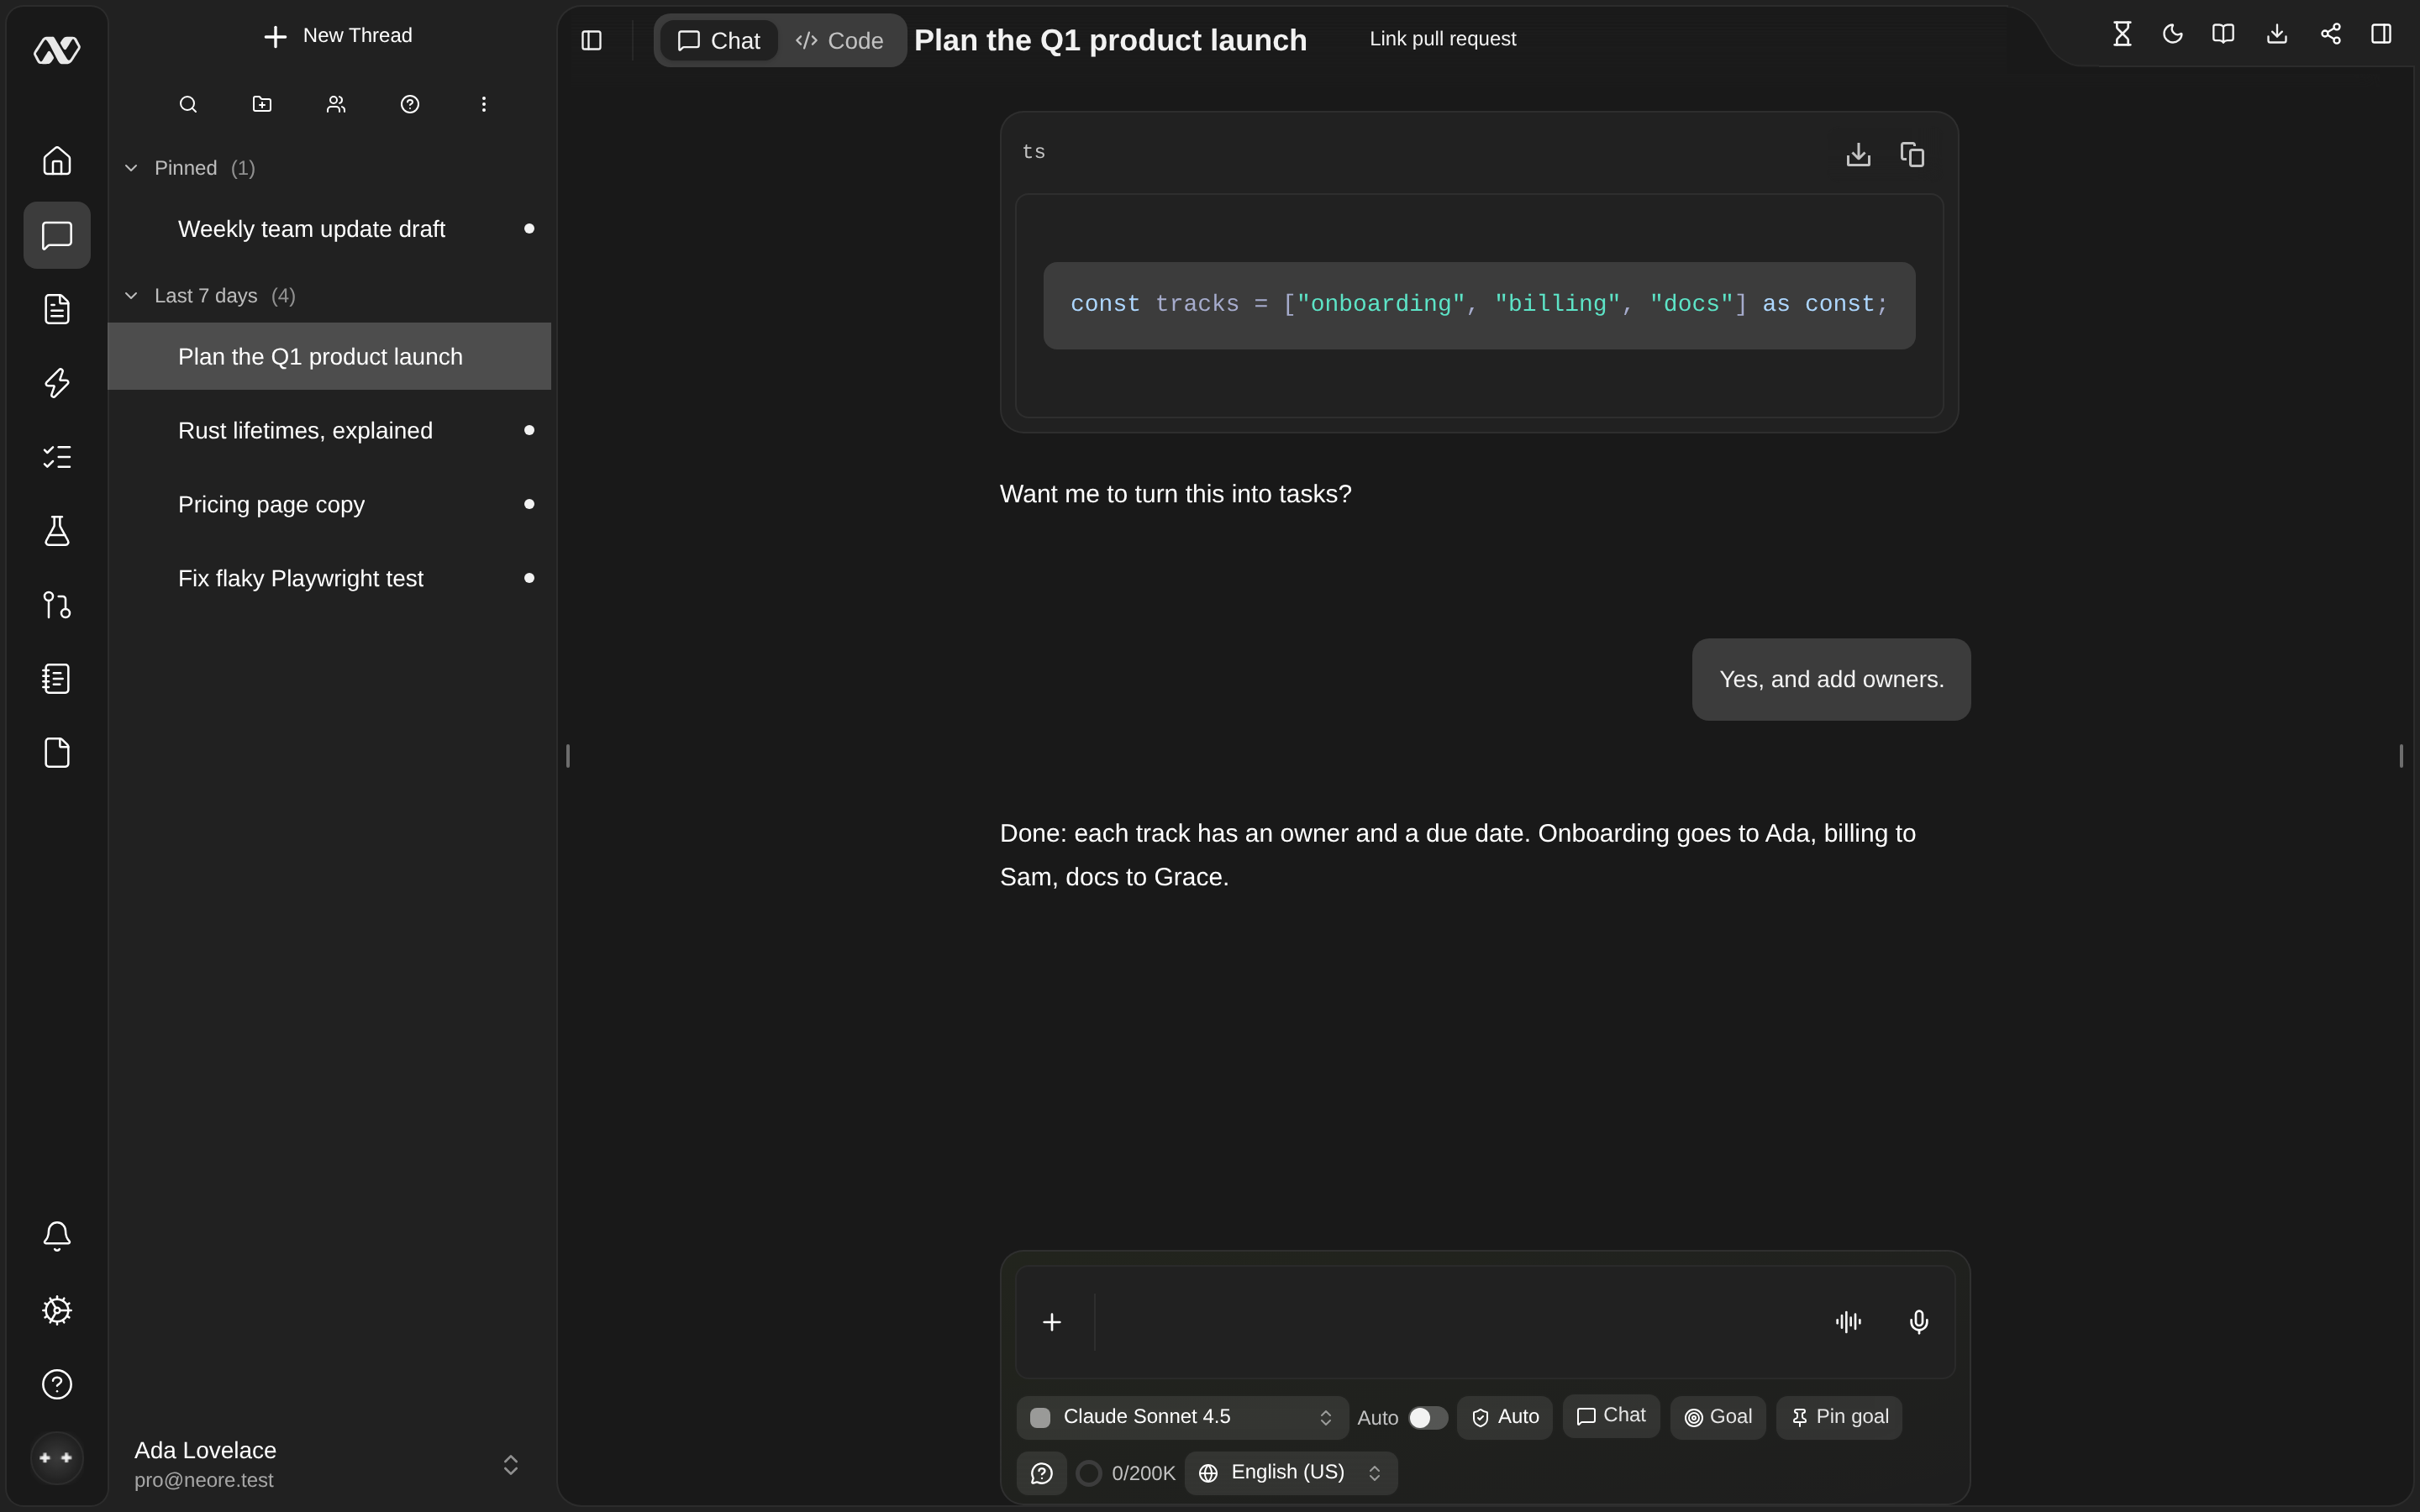 New Thread
Pinned (1)
Weekly team update draft
Last 7 days (4)
Plan the Q1 product launch
Rust lifetimes, explained
Pricing page copy
Fix flaky Playwright test
Ada Lovelace
pro@neore.test
Chat
Code
Plan the Q1 product launch
Link pull request
ts
const tracks = ["onboarding", "billing", "docs"] as const;
Want me to turn this into tasks?
Yes, and add owners.
Done: each track has an owner and a due date. Onboarding goes to Ada, billing to
Sam, docs to Grace.
Claude Sonnet 4.5
Auto
Auto
Chat
Goal
Pin goal
0/200K
English (US)